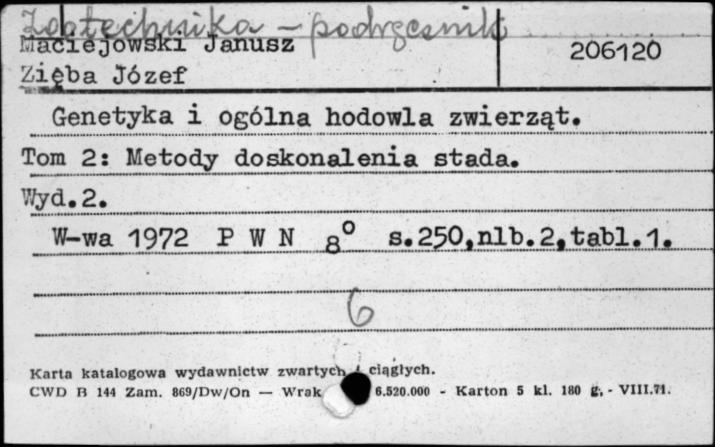 Zootechnika - podręczniki
Maciejowski Janusz
206120
Zięba Józef
Genetyka i ogólna hodowla zwierząt.
Tom 2: Metody doskonalenia stada.
Wyd.2.
W-wa 1972 P W N 8° s.250,nlb.2,tabl.1.
6
Karta katalogowa wydawnictw zwartych i ciągłych.
CWD B 144 Zam. 869/Dw/On — Wrak 6.520.000 - Karton 5 kl. 180 g. - VIII.71.